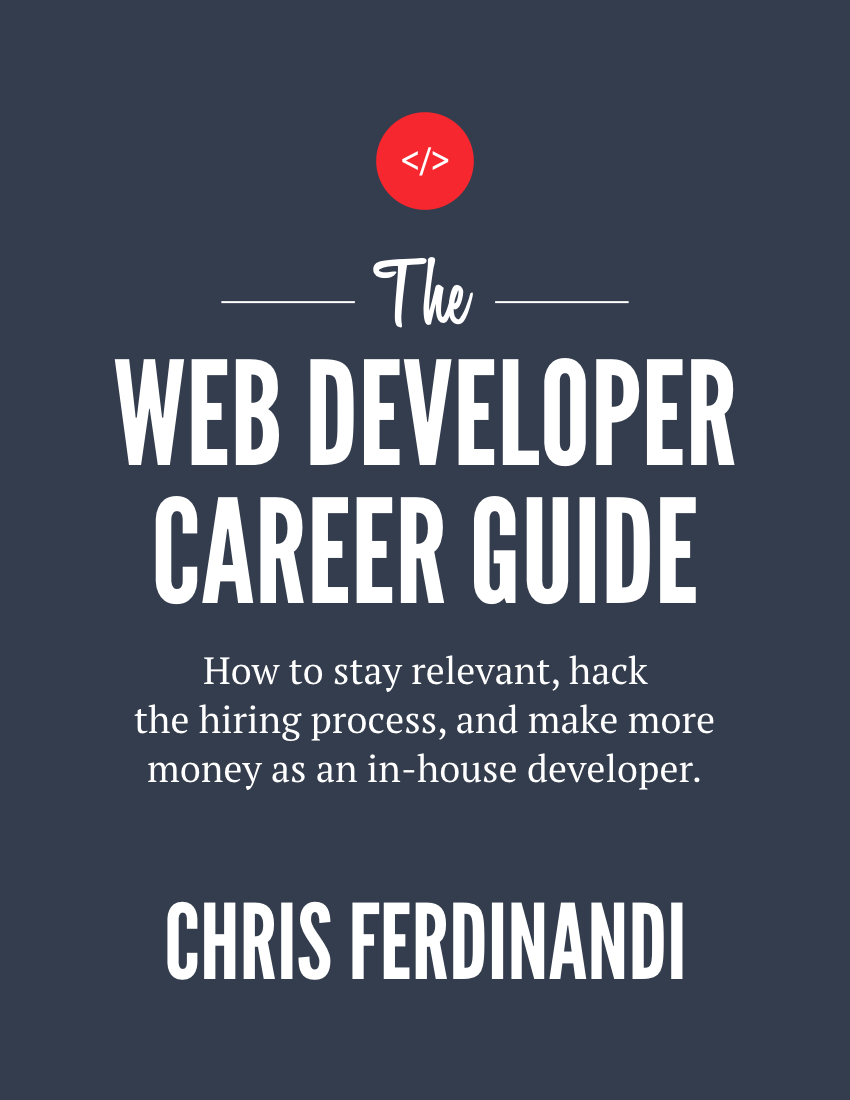 </>
The
WEB DEVELOPER
CAREER GUIDE
How to stay relevant, hack
the hiring process, and make more
money as an in-house developer.
CHRIS FERDINANDI